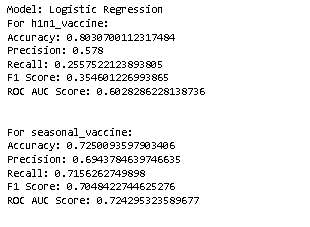 Model: Logistic Regression
For h1n1_vaccine:
Accuracy: 0.8030700112317484
Precision: 0.578
Recall: 0.2557522123893805
F1 Score: 0.354601226993865
ROC AUC Score: 0.6028286228138736
For seasonal_vaccine:
Accuracy: 0.7250093597903406
Precision: 0.6943784639746635
Recall: 0.7156262749898
F1 Score: 0.7048422744625276
ROC AUC Score: 0.724295323589677